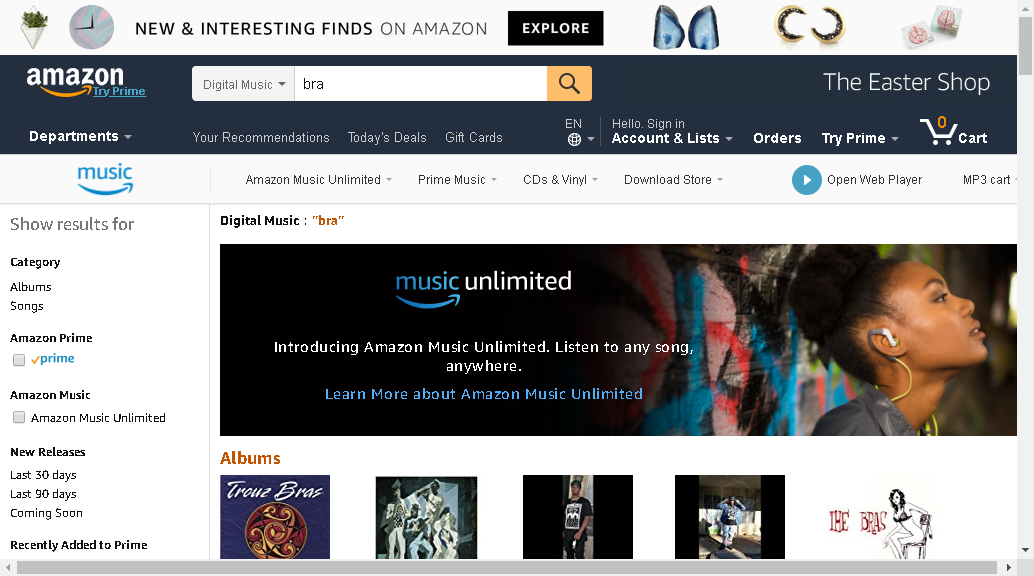 NEW & INTERESTING FINDS ON AMAZON EXPLORE
amazon
Try Prime
Digital Music
bra
The Easter Shop
Departments
Your Recommendations
Today's Deals
Gift Cards
EN
Hello. Sign in
Account & Lists
Orders
Try Prime
0
Cart
music
Amazon Music Unlimited
Prime Music
CDs & Vinyl
Download Store
Open Web Player
MP3 cart
Show results for
Category
Albums
Songs
Amazon Prime
prime
Amazon Music
Amazon Music Unlimited
New Releases
Last 30 days
Last 90 days
Coming Soon
Recently Added to Prime
Digital Music : "bra"
music unlimited
Introducing Amazon Music Unlimited. Listen to any song,
anywhere.
Learn More about Amazon Music Unlimited
Albums
Trouz Bras
THE BRAS